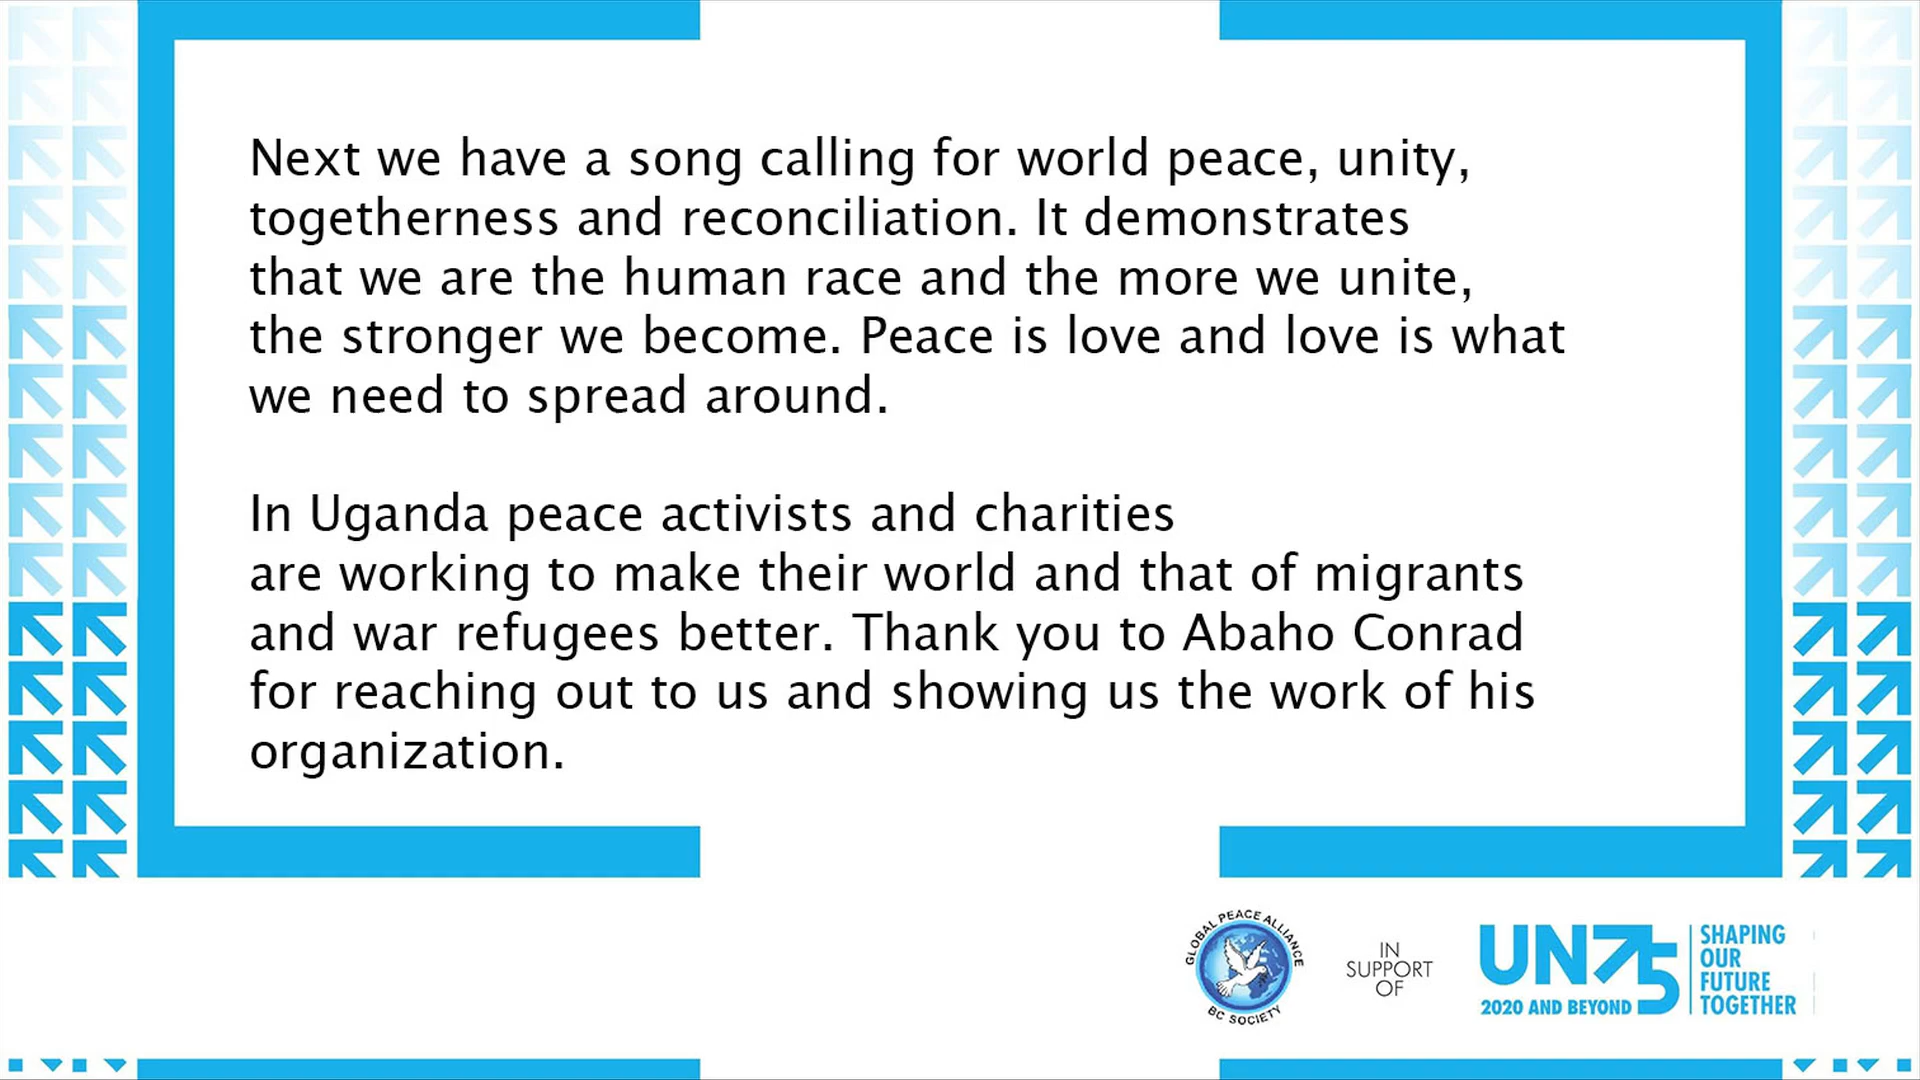 Next we have a song calling for world peace, unity,
togetherness and reconciliation. It demonstrates
that we are the human race and the more we unite,
the stronger we become. Peace is love and love is what
we need to spread around.
In Uganda peace activists and charities
are working to make their world and that of migrants
and war refugees better. Thank you to Abaho Conrad
for reaching out to us and showing us the work of his
organization.
GLOBAL PEACE ALLIANCE
BC SOCIETY
IN
SUPPORT
OF
UN75
2020 AND BEYOND
SHAPING
OUR
FUTURE
TOGETHER